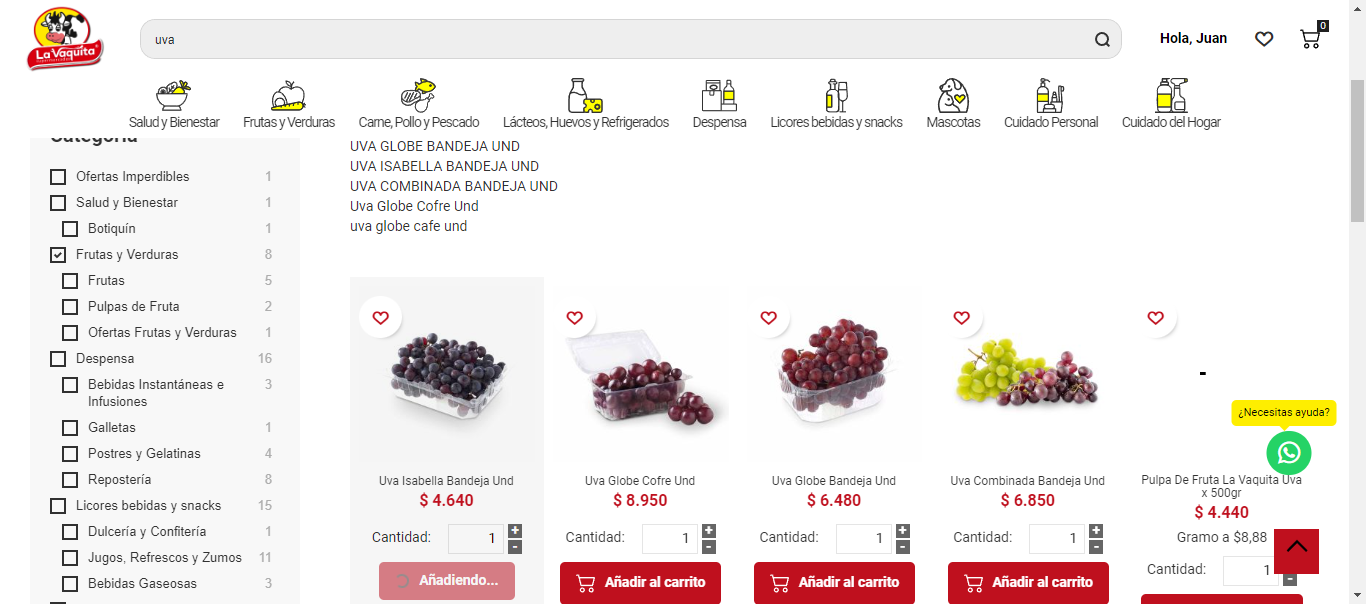 La Vaquita
uva
Hola, Juan
0
Salud y Bienestar
Frutas y Verduras
Carne, Pollo y Pescado
Lácteos, Huevos y Refrigerados
Despensa
Licores bebidas y snacks
Mascotas
Cuidado Personal
Cuidado del Hogar
Categoría
Ofertas Imperdibles 1
Salud y Bienestar 1
Botiquín 1
Frutas y Verduras 8
Frutas 5
Pulpas de Fruta 2
Ofertas Frutas y Verduras 1
Despensa 16
Bebidas Instantáneas e 3
Infusiones
Galletas 1
Postres y Gelatinas 4
Repostería 8
Licores bebidas y snacks 15
Dulcería y Confitería 1
Jugos, Refrescos y Zumos 11
Bebidas Gaseosas 3
UVA GLOBE BANDEJA UND
UVA ISABELLA BANDEJA UND
UVA COMBINADA BANDEJA UND
Uva Globe Cofre Und
uva globe cafe und
Uva Isabella Bandeja Und
$ 4.640
Cantidad: 1 + -
Añadiendo...
Uva Globe Cofre Und
$ 8.950
Cantidad: 1 + -
Añadir al carrito
Uva Globe Bandeja Und
$ 6.480
Cantidad: 1 + -
Añadir al carrito
Uva Combinada Bandeja Und
$ 6.850
Cantidad: 1 + -
Añadir al carrito
-
Pulpa De Fruta La Vaquita Uva
x 500gr
$ 4.440
Gramo a $8,88
Cantidad: 1 -
¿Necesitas ayuda?